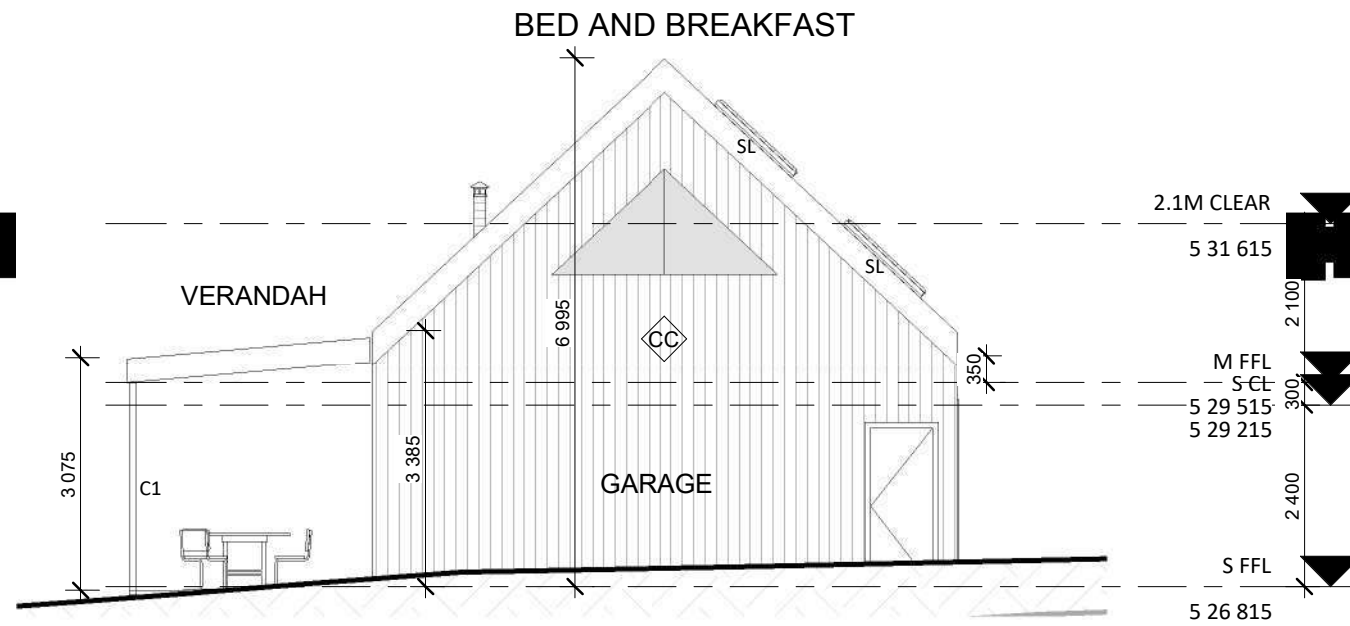 BED AND BREAKFAST
SL
2.1M CLEAR
5 31 615
SL
VERANDAH
2 100
6 995
CC
350
M FFL
S CL
300
5 29 515
5 29 215
3 075
3 385
C1
GARAGE
2 400
S FFL
5 26 815